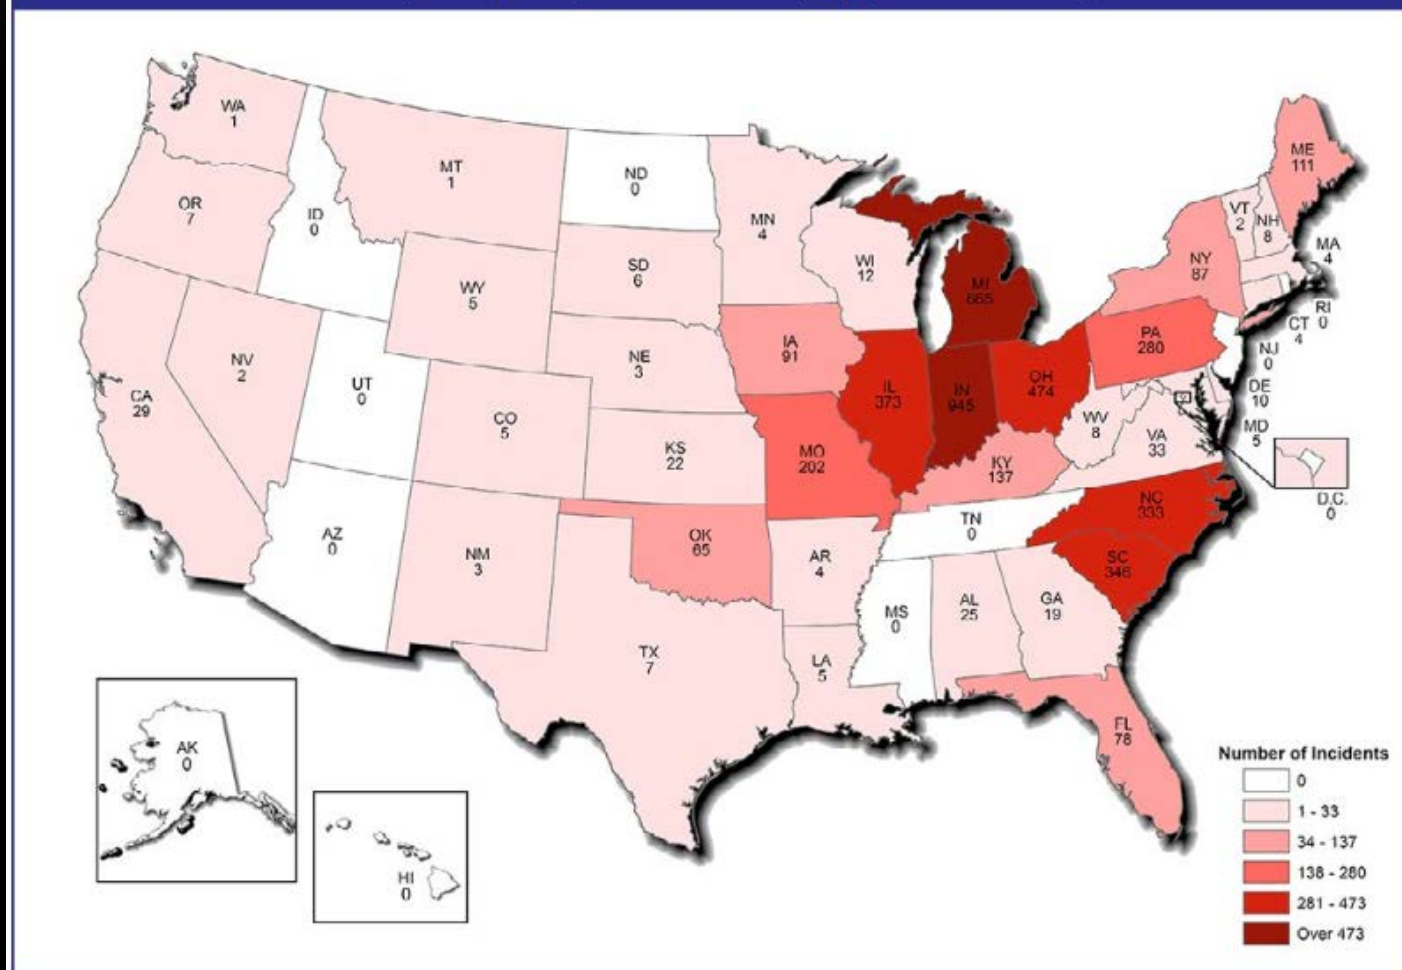 WA
1
MT
1
ND
0
MN
4
OR
7
ID
0
WY
5
SD
6
WI
12
MI
665
ME
111
VT
2
NH
8
NY
87
MA
4
RI
0
CT
4
NJ
0
PA
280
DE
10
MD
5
D.C.
0
CA
29
NV
2
UT
0
CO
5
NE
3
IA
91
IL
373
IN
945
OH
474
WV
8
VA
33
KS
22
MO
202
KY
137
AZ
0
NM
3
OK
65
AR
4
TN
0
NC
333
SC
346
TX
7
LA
5
MS
0
AL
25
GA
19
FL
78
AK
0
HI
0
Number of Incidents
0
1 - 33
34 - 137
138 - 280
281 - 473
Over 473